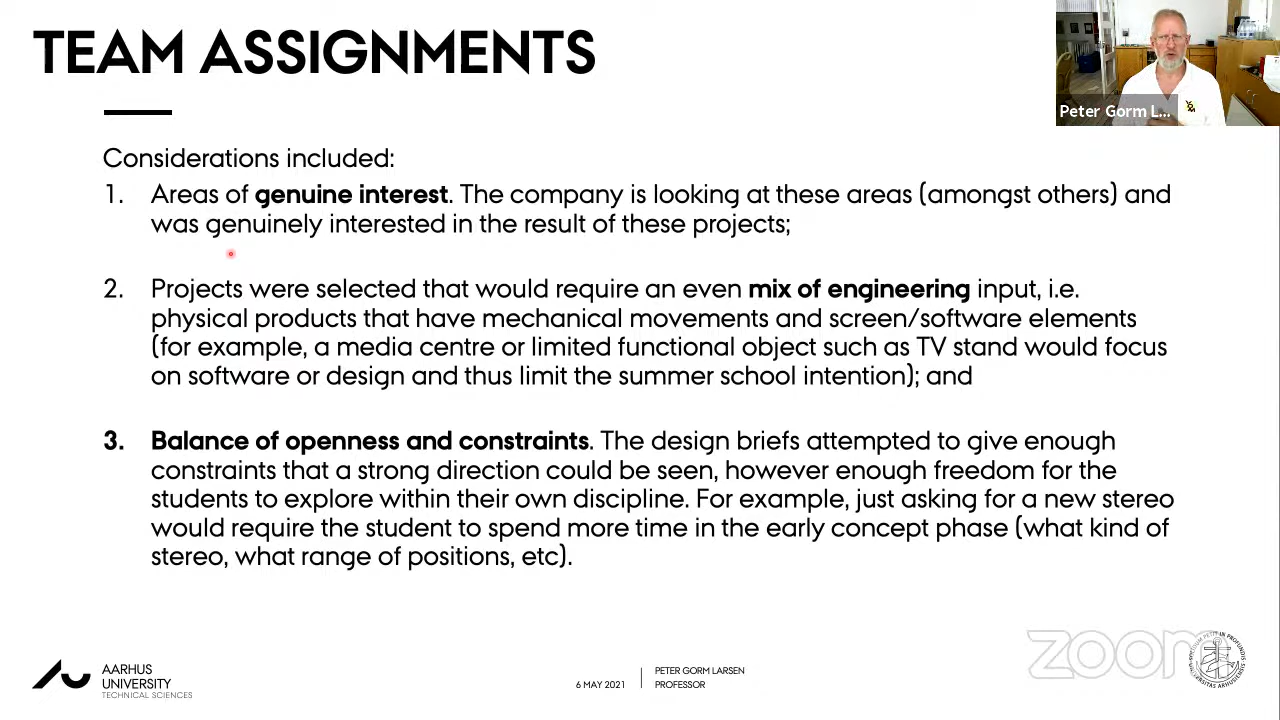 TEAM ASSIGNMENTS
Peter Gorm L...
Considerations included:
1. Areas of genuine interest. The company is looking at these areas (amongst others) and
was genuinely interested in the result of these projects;
2. Projects were selected that would require an even mix of engineering input, i.e.
physical products that have mechanical movements and screen/software elements
(for example, a media centre or limited functional object such as TV stand would focus
on software or design and thus limit the summer school intention); and
3. Balance of openness and constraints. The design briefs attempted to give enough
constraints that a strong direction could be seen, however enough freedom for the
students to explore within their own discipline. For example, just asking for a new stereo
would require the student to spend more time in the early concept phase (what kind of
stereo, what range of positions, etc).
AARHUS
UNIVERSITY
TECHNICAL SCIENCES
6 MAY 2021
PETER GORM LARSEN
PROFESSOR
zoom